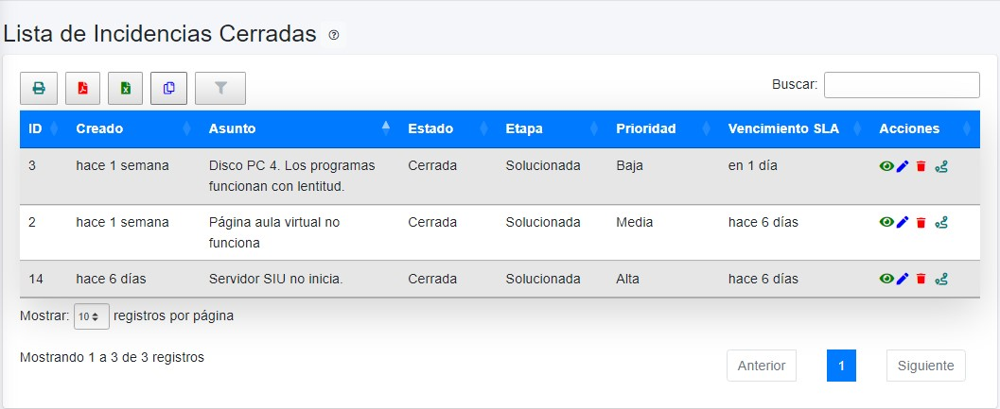 Lista de Incidencias Cerradas
Buscar:
ID Creado Asunto Estado Etapa Prioridad Vencimiento SLA Acciones
3 hace 1 semana Disco PC 4. Los programas Cerrada Solucionada Baja en 1 día
funcionan con lentitud.
2 hace 1 semana Página aula virtual no Cerrada Solucionada Media hace 6 días
funciona
14 hace 6 días Servidor SIU no inicia. Cerrada Solucionada Alta hace 6 días
Mostrar: 10 registros por página
Mostrando 1 a 3 de 3 registros
Anterior 1 Siguiente